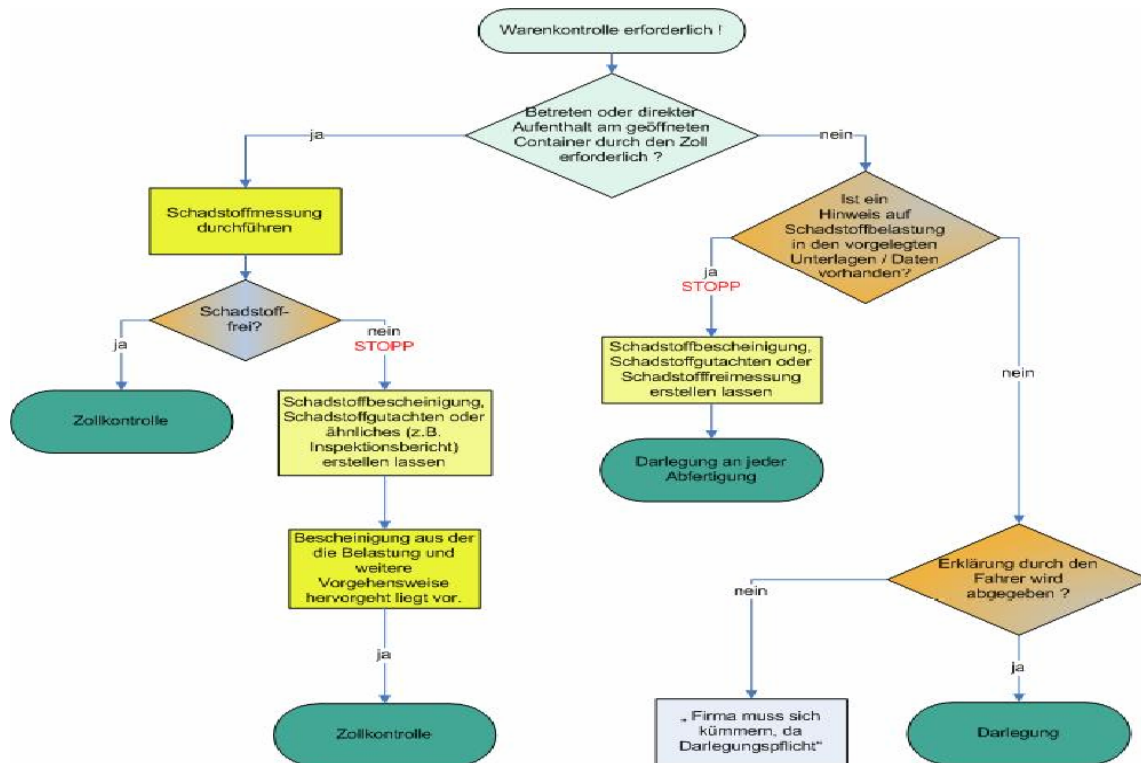 Warenkontrolle erforderlich !
Betreten oder direkter
Aufenthalt am geöffneten
Container durch den Zoll
erforderlich ?
ja
nein
Schadstoffmessung
durchführen
Ist ein
Hinweis auf
Schadstoffbelastung
in den vorgelegten
Unterlagen / Daten
vorhanden?
Schadstoff-
frei?
ja
nein
STOPP
ja
STOPP
nein
Zollkontrolle
Schadstoffbescheinigung,
Schadstoffgutachten oder
ähnliches (z.B.
Inspektionsbericht)
erstellen lassen
Schadstoffbescheinigung,
Schadstoffgutachten oder
Schadstofffreimessung
erstellen lassen
Darlegung an jeder
Abfertigung
Bescheinigung aus der
die Belastung und
weitere
Vorgehensweise
hervorgeht liegt vor.
Erklärung durch den
Fahrer wird
abgegeben ?
nein
ja
ja
Zollkontrolle
„ Firma muss sich
kümmern, da
Darlegungspflicht“
Darlegung